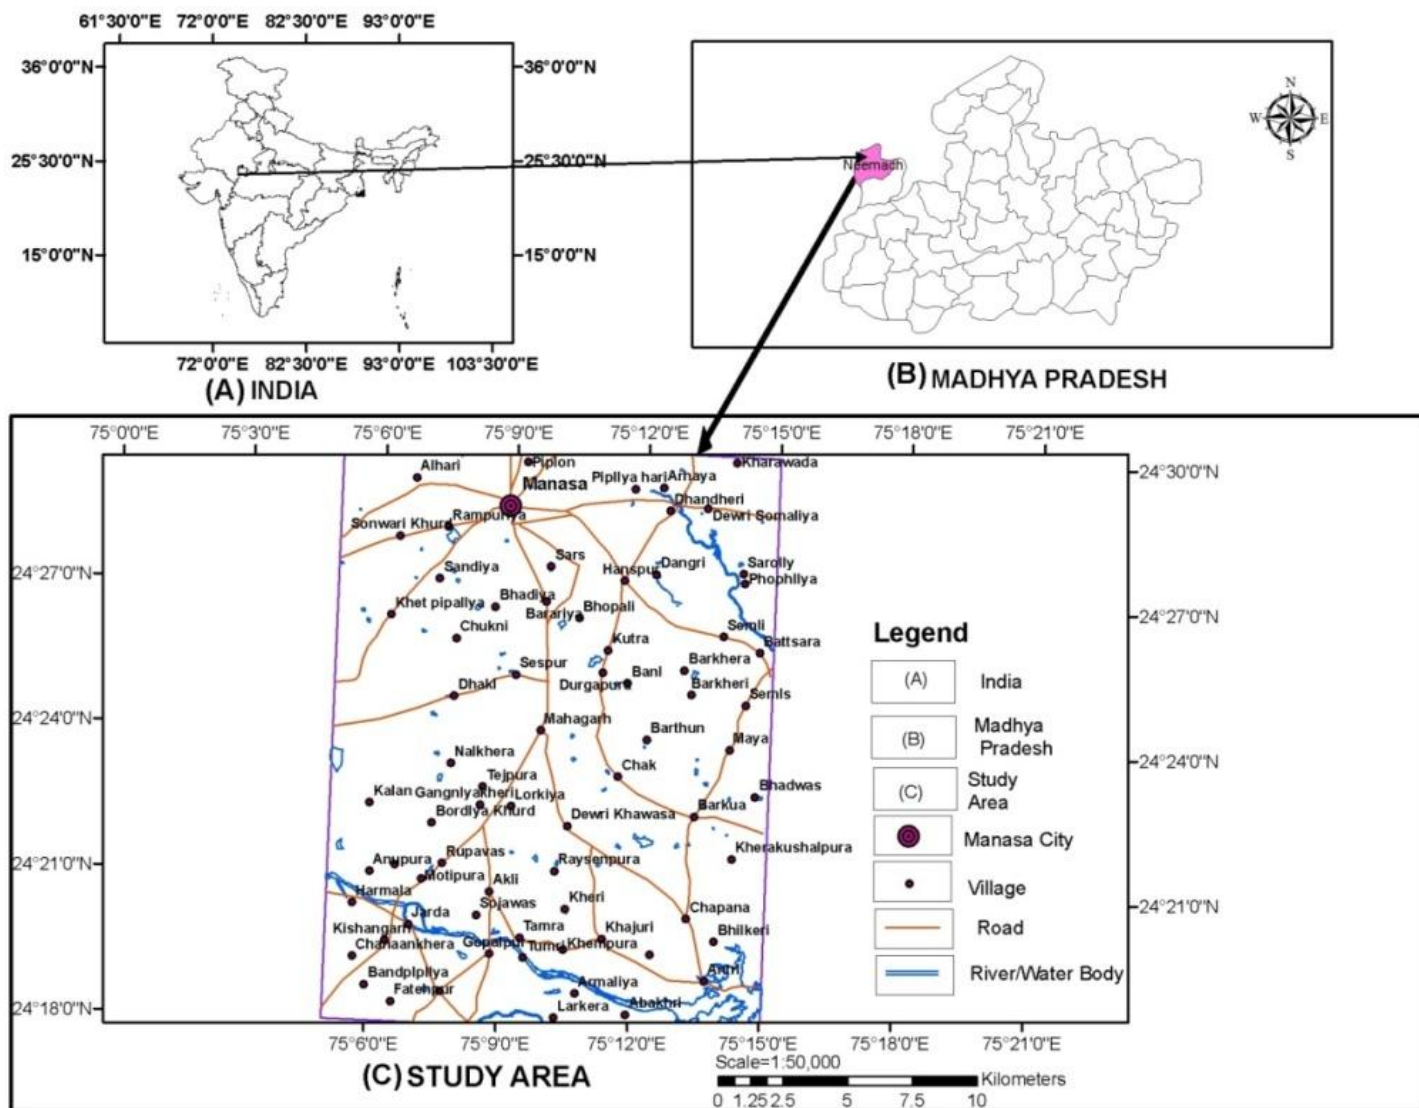 61°30'0"E 72°0'0"E 82°30'0"E 93°0'0"E
36°0'0"N 36°0'0"N
25°30'0"N 25°30'0"N
15°0'0"N 15°0'0"N
72°0'0"E 82°30'0"E 93°0'0"E 103°30'0"E
(A) INDIA
N
W E
S
Neemach
(B) MADHYA PRADESH
75°0'0"E 75°3'0"E 75°6'0"E 75°9'0"E 75°12'0"E 75°15'0"E 75°18'0"E 75°21'0"E
Alhari Piplon Kharawada
24°30'0"N
Manasa Pipliya hari Amaya
Dhandheri
Sonwari Khurd Rampuriya Dewri Somaliya
Sars
24°27'0"N Sandiya Hanspur Dangri Sarolly
Phophliya
Khet pipallya Bhadiya Barariya Bhopali
24°27'0"N
Chukni Kutra Semli Battsara
Legend
Sespur Durgapura Bani Barkhera
Dhaki Barkheri Semls
(A) India
24°24'0"N Mahagarh Barthun Maya
(B) Madhya
Pradesh
Nalkhera Chak
24°24'0"N
Tejpura
Kalan Gangniyakheri Lorkiya Bhadwas
(C) Study
Area
Bordiya Khurd Dewri Khawasa Barkua
Manasa City
24°21'0"N Anupura Rupavas Raysenpura Kherakushalpura
Motipura Akli
Village
Harmala Sojawas Kheri
24°21'0"N
Jarda Chapana
Kishangarh Tamra Khajuri Bhilkeri
Road
Chanaankhera Gopalpur Tumu Khempura
Bandpipliya Antri
River/Water Body
Fatehpur Armaliya
24°18'0"N Larkera Abakhri
75°6'0"E 75°9'0"E 75°12'0"E 75°15'0"E 75°18'0"E 75°21'0"E
(C) STUDY AREA
Scale=1:50,000
Kilometers
0 1.25 2.5 5 7.5 10